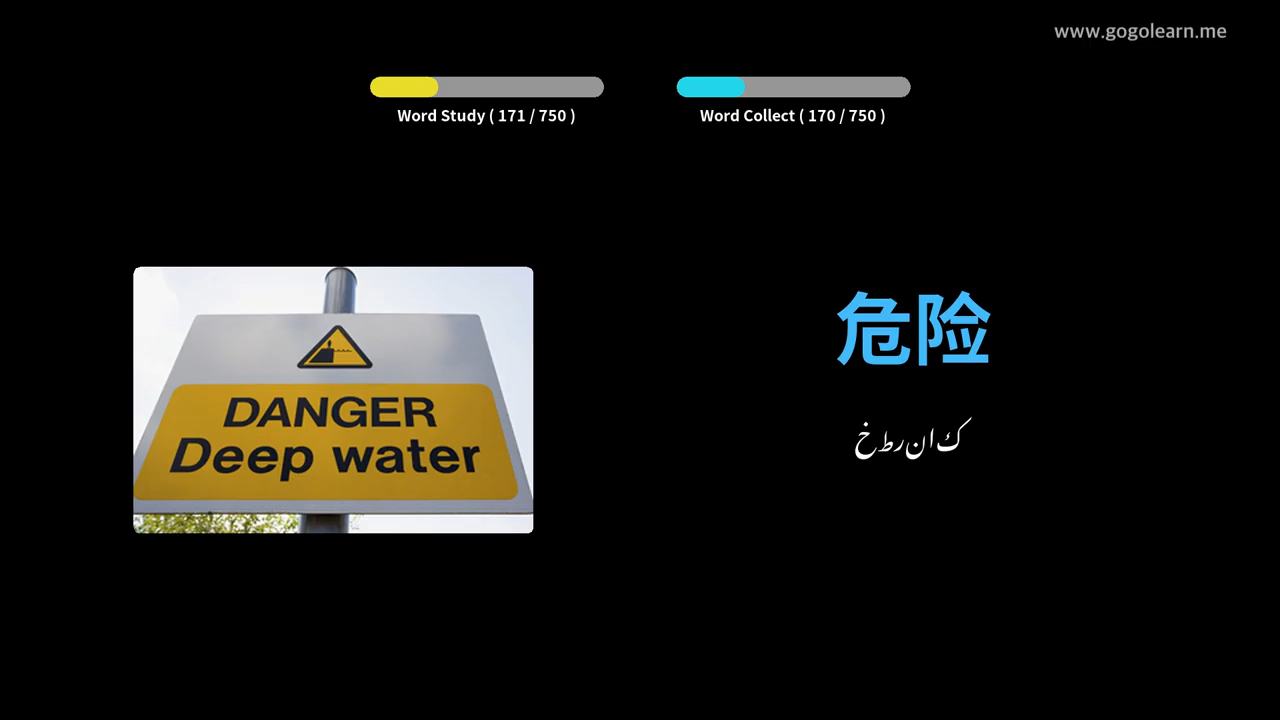 www.gogolearn.me
Word Study ( 171 / 750 )
Word Collect ( 170 / 750 )
DANGER
Deep water
危险
خطرناک